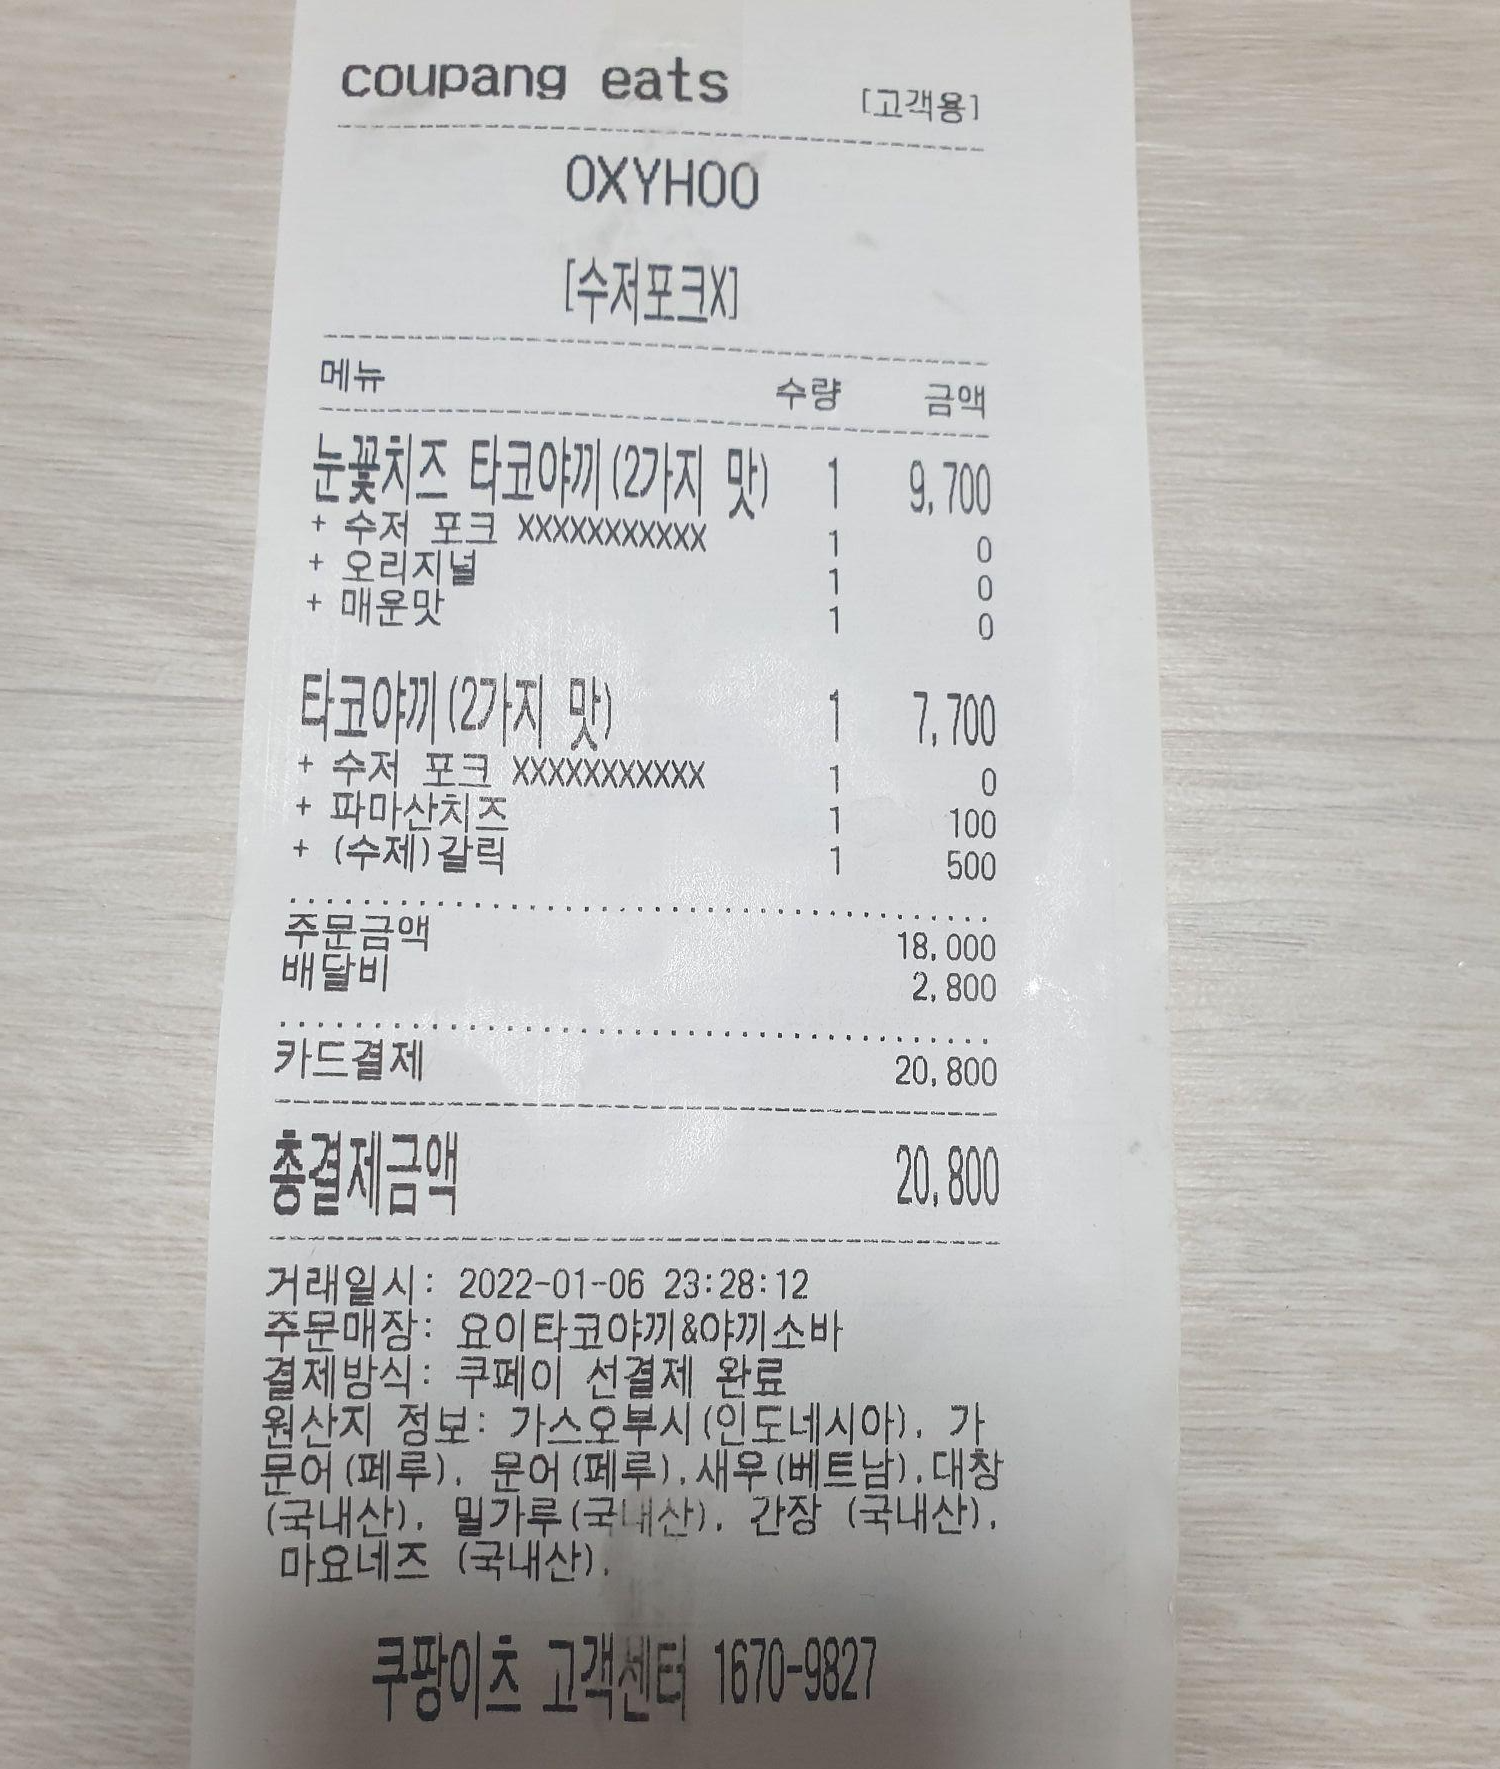 coupang eats [고객용]
OXYHOO
[수저포크X]
메뉴 수량 금액
눈꽃치즈 타코야끼(2가지 맛) 1 9,700
+ 수저 포크 XXXXXXXXXXX 1 0
+ 오리지널 1 0
+ 매운맛 1 0
타코야끼(2가지 맛) 1 7,700
+ 수저 포크 XXXXXXXXXXX 1 0
+ 파마산치즈 1 100
+ (수제)갈릭 1 500
주문금액 18,000
배달비 2,800
카드결제 20,800
총결제금액 20,800
거래일시: 2022-01-06 23:28:12
주문매장: 요이타코야끼&야끼소바
결제방식: 쿠페이 선결제 완료
원산지 정보: 가스오부시(인도네시아), 가
문어(페루), 문어(페루),새우(베트남),대창
(국내산), 밀가루(국내산), 간장 (국내산),
마요네즈 (국내산),
쿠팡이츠 고객센터 1670-9827